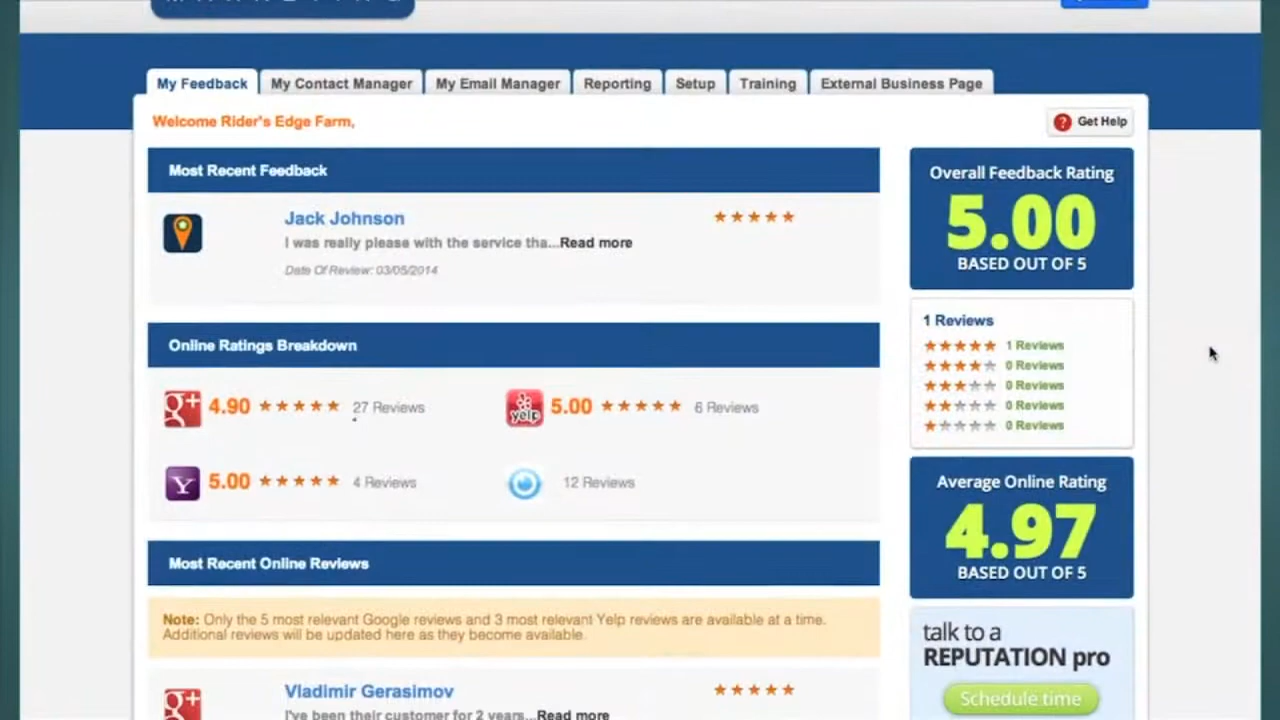 My Feedback
My Contact Manager
My Email Manager
Reporting
Setup
Training
External Business Page
Welcome Rider's Edge Farm,
? Get Help
Most Recent Feedback
Jack Johnson
I was really please with the service tha...Read more
Date Of Review: 03/05/2014
Online Ratings Breakdown
g+ 4.90 27 Reviews
yelp 5.00 6 Reviews
Y 5.00 4 Reviews
12 Reviews
Most Recent Online Reviews
Note: Only the 5 most relevant Google reviews and 3 most relevant Yelp reviews are available at a time.
Additional reviews will be updated here as they become available.
g+ Vladimir Gerasimov
I've been their customer for 2 years...Read more
Overall Feedback Rating
5.00
BASED OUT OF 5
1 Reviews
1 Reviews
0 Reviews
0 Reviews
0 Reviews
0 Reviews
Average Online Rating
4.97
BASED OUT OF 5
talk to a
REPUTATION pro
Schedule time